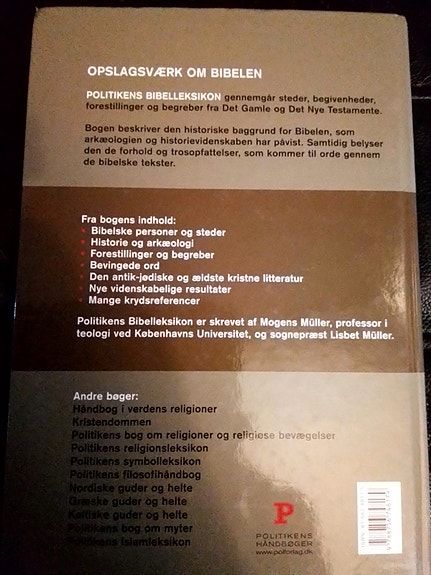 OPSLAGSVÆRK OM BIBELEN
POLITIKENS BIBELLEKSIKON gennemgår steder, begivenheder,
forestillinger og begreber fra Det Gamle og Det Nye Testamente.
Bogen beskriver den historiske baggrund for Bibelen, som
arkæologien og historievidenskaben har påvist. Samtidig belyser
den de forhold og trosopfattelser, som kommer til orde gennem
de bibelske tekster.
Fra bogens indhold:
• Bibelske personer og steder
• Historie og arkæologi
• Forestillinger og begreber
• Bevingede ord
• Den antik-jødiske og ældste kristne litteratur
• Nye videnskabelige resultater
• Mange krydsreferencer
Politikens Bibelleksikon er skrevet af Mogens Müller, professor i
teologi ved Københavns Universitet, og sognepræst Lisbet Müller.
Andre bøger:
Håndbog i verdens religioner
Kristendommen
Politikens bog om religioner og religiøse bevægelser
Politikens religionsleksikon
Politikens symbolleksikon
Politikens filosofihåndbog
Nordiske guder og helte
Græske guder og helte
Keltiske guder og helte
Politikens bog om myter
Politikens Islamleksikon
P
POLITIKENS
HÅNDBØGER
www.polforlag.dk